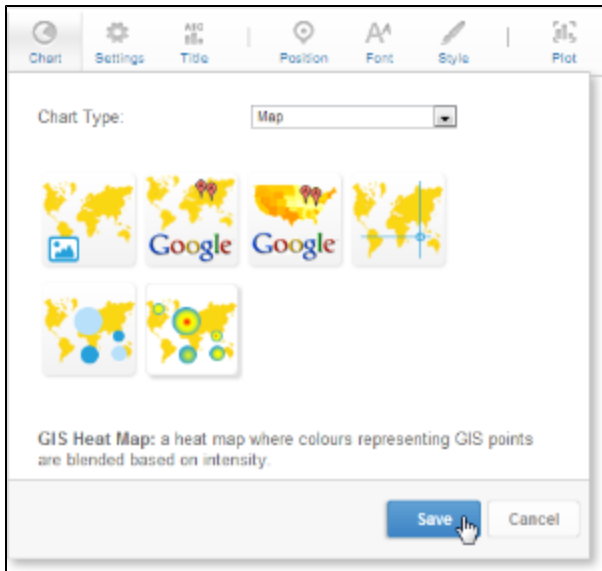 Chart Settings Title Position Font Style Plot
Chart Type: Map
Google Google
GIS Heat Map: a heat map where colours representing GIS points
are blended based on intensity.
Save Cancel